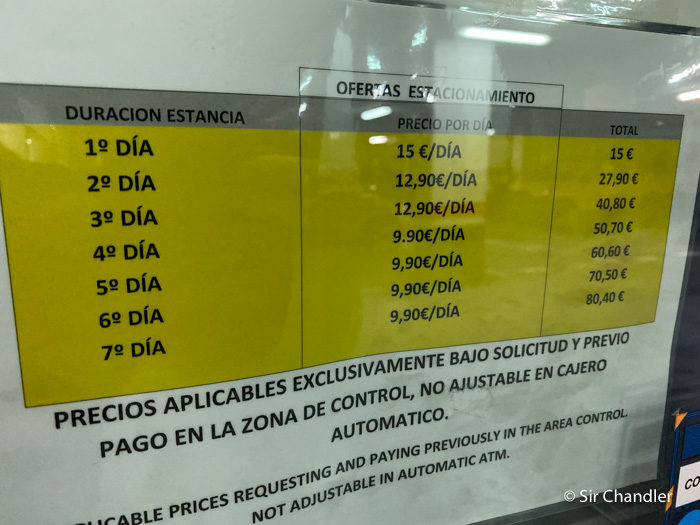 OFERTAS ESTACIONAMIENTO
DURACION ESTANCIA PRECIO POR DÍA TOTAL
1º DÍA 15 €/DÍA 15 €
2º DÍA 12,90€/DÍA 27,90 €
3º DÍA 12,90€/DÍA 40,80 €
4º DÍA 9.90€/DÍA 50,70 €
5º DÍA 9,90€/DÍA 60,60 €
6º DÍA 9,90€/DÍA 70,50 €
7º DÍA 9,90€/DÍA 80,40 €
PRECIOS APLICABLES EXCLUSIVAMENTE BAJO SOLICITUD Y PREVIO
PAGO EN LA ZONA DE CONTROL, NO AJUSTABLE EN CAJERO
AUTOMATICO.
PRICES REQUESTING AND PAYING PREVIOUSLY IN THE AREA CONTROL.
NOT ADJUSTABLE IN AUTOMATIC ATM.
CO
© Sir Chandler